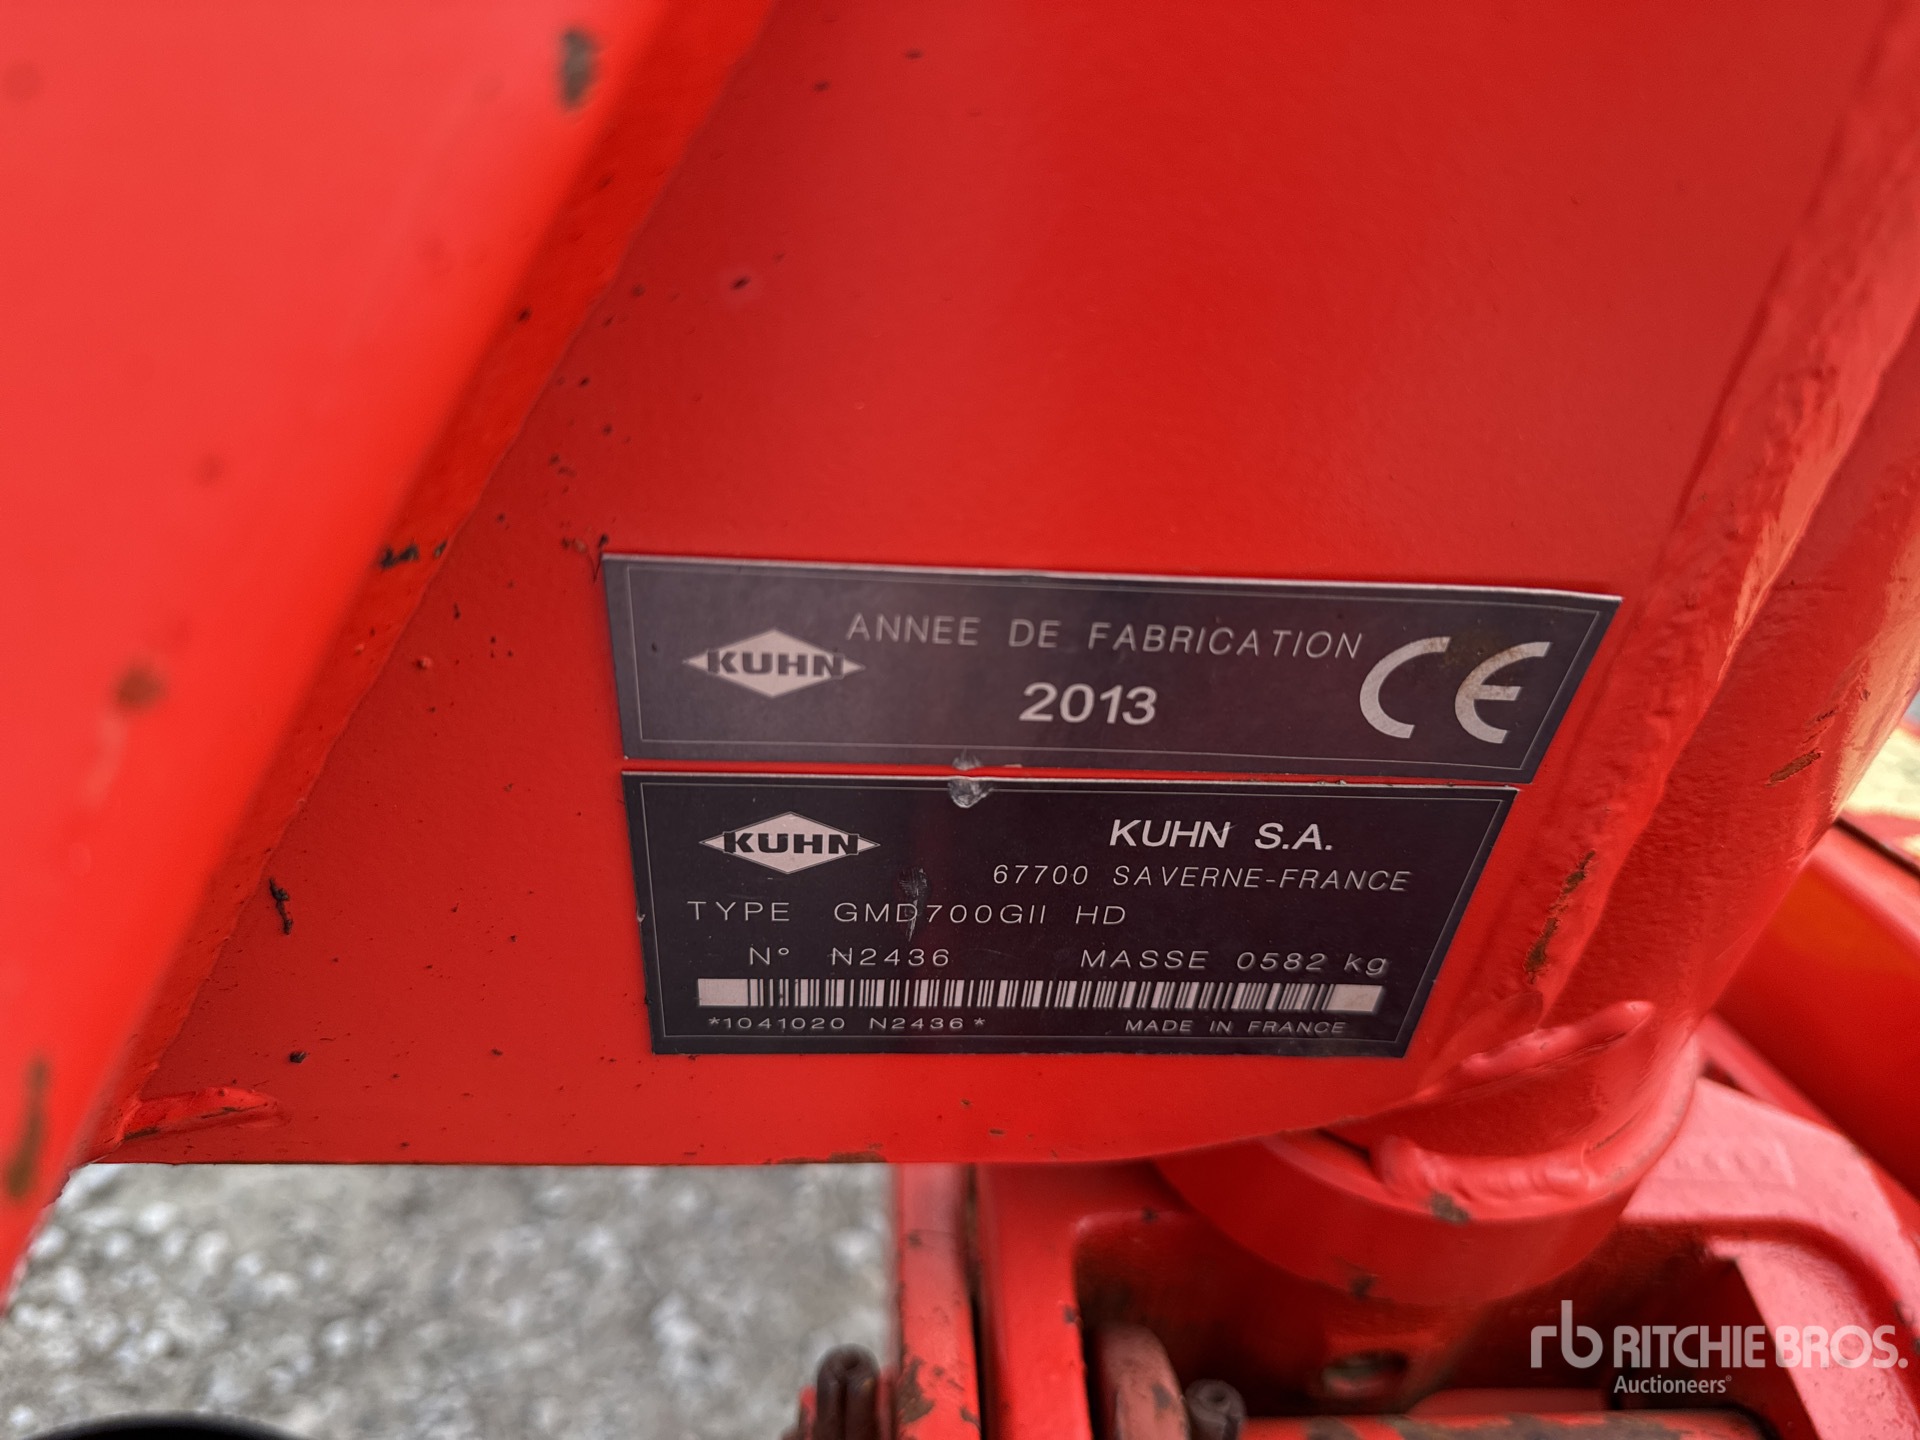 KUHN
ANNEE DE FABRICATION
2013
CE
KUHN
KUHN S.A.
67700 SAVERNE-FRANCE
TYPE GMD700GII HD
N° N2436 MASSE 0582 kg
*1041020 N2436* MADE IN FRANCE
rb RITCHIE BROS.
Auctioneers®